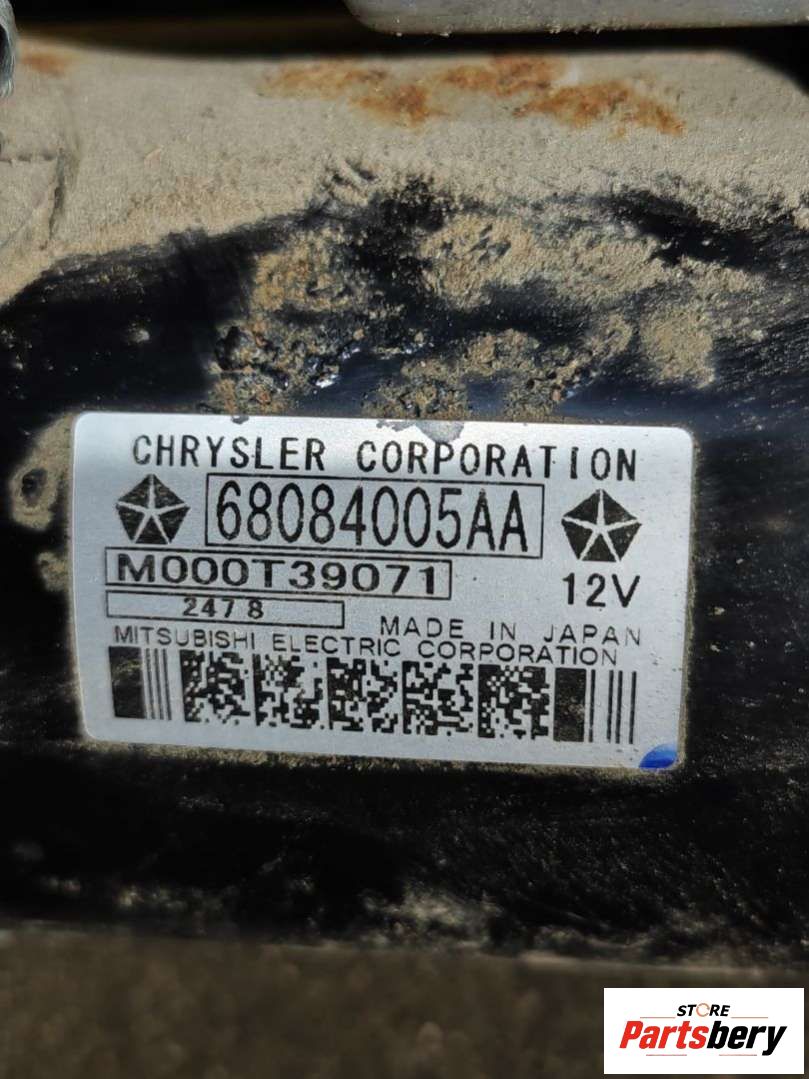 CHRYSLER CORPORATION
68084005AA
M000T39071
12V
2478
MADE IN JAPAN
MITSUBISHI ELECTRIC CORPORATION
STORE
Partsbery